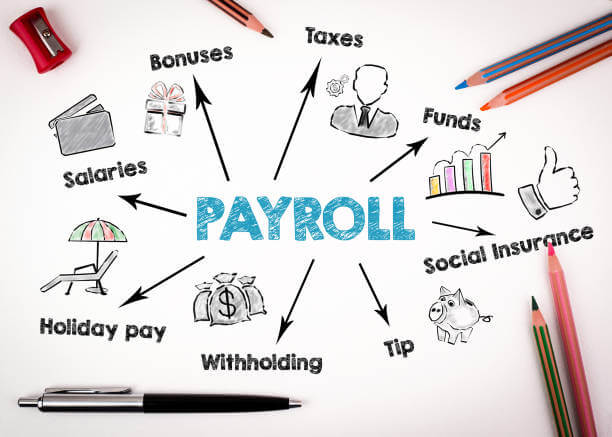 Taxes
Bonuses
Funds
Salaries
PAYROLL
Social Insurance
Holiday pay
Tip
Withholding
$